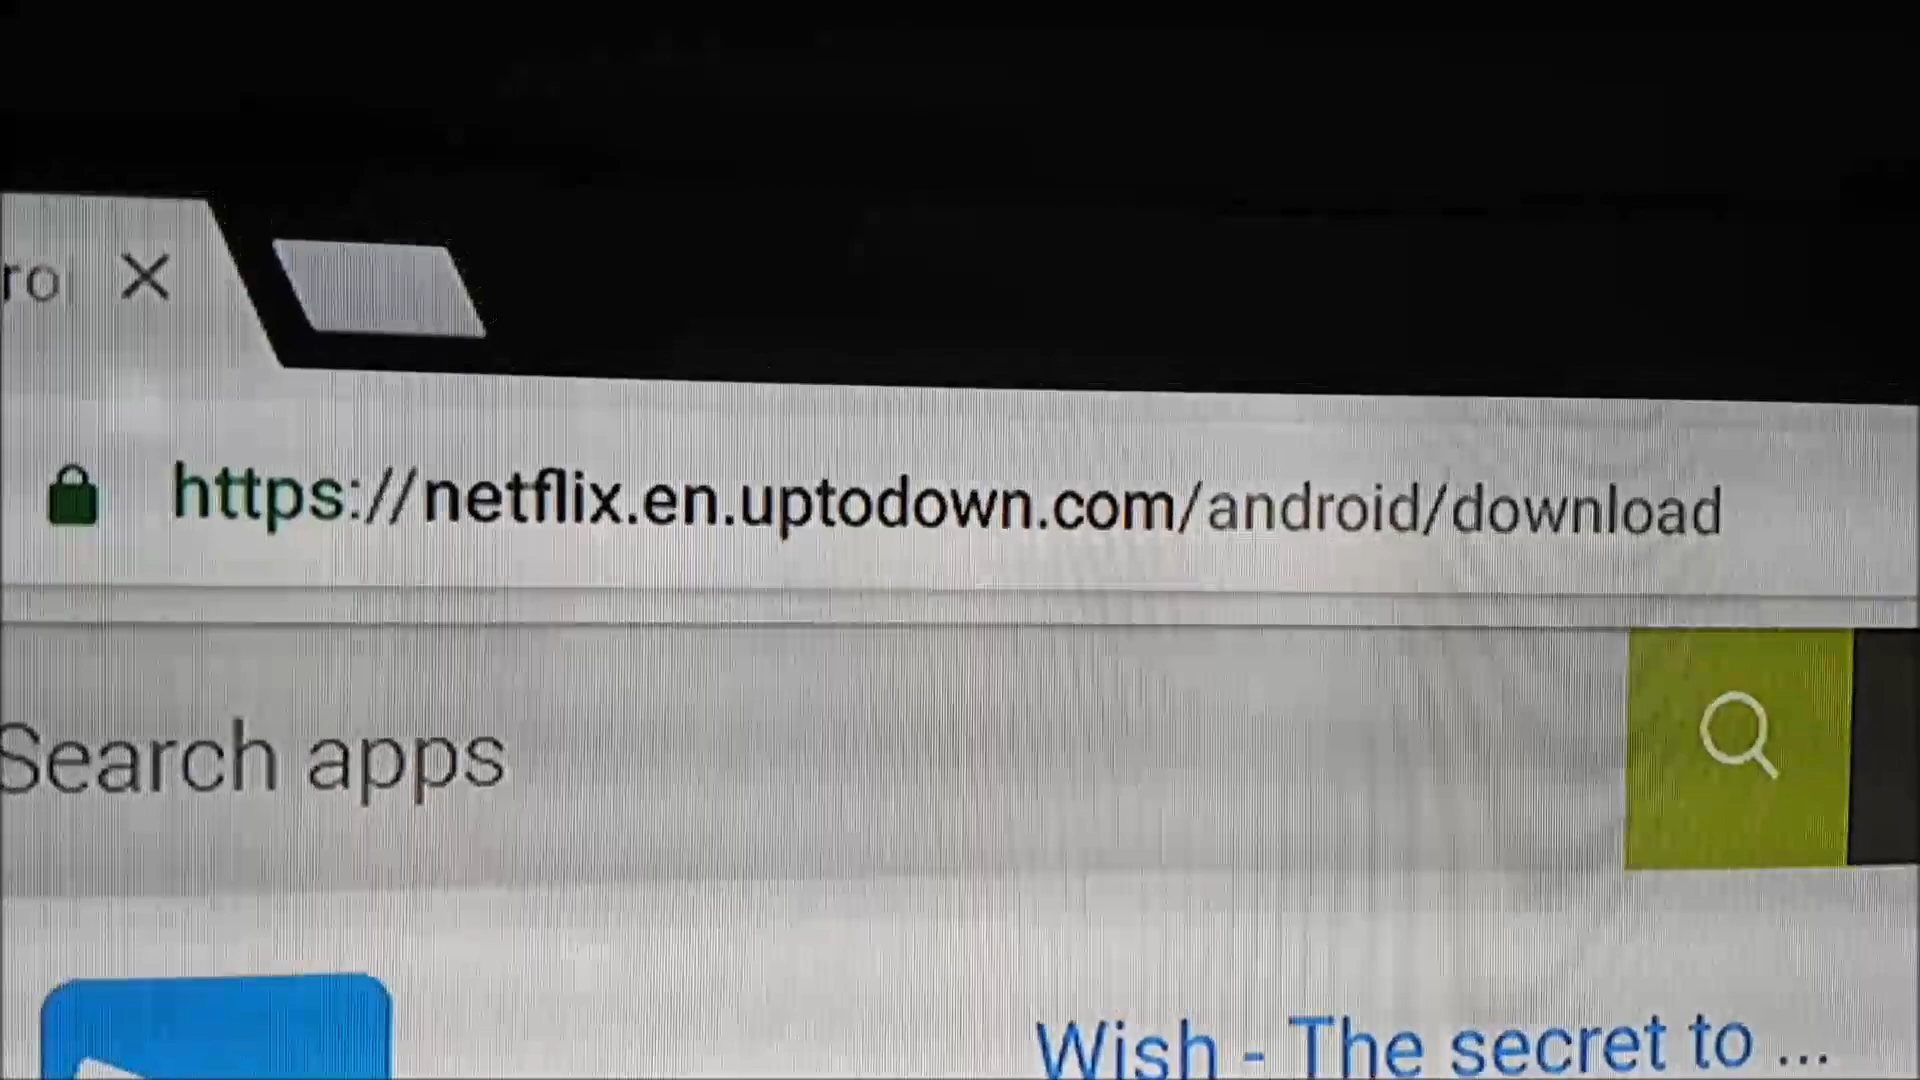 ro
https://netflix.en.uptodown.com/android/download
Search apps
Wish - The secret to ...